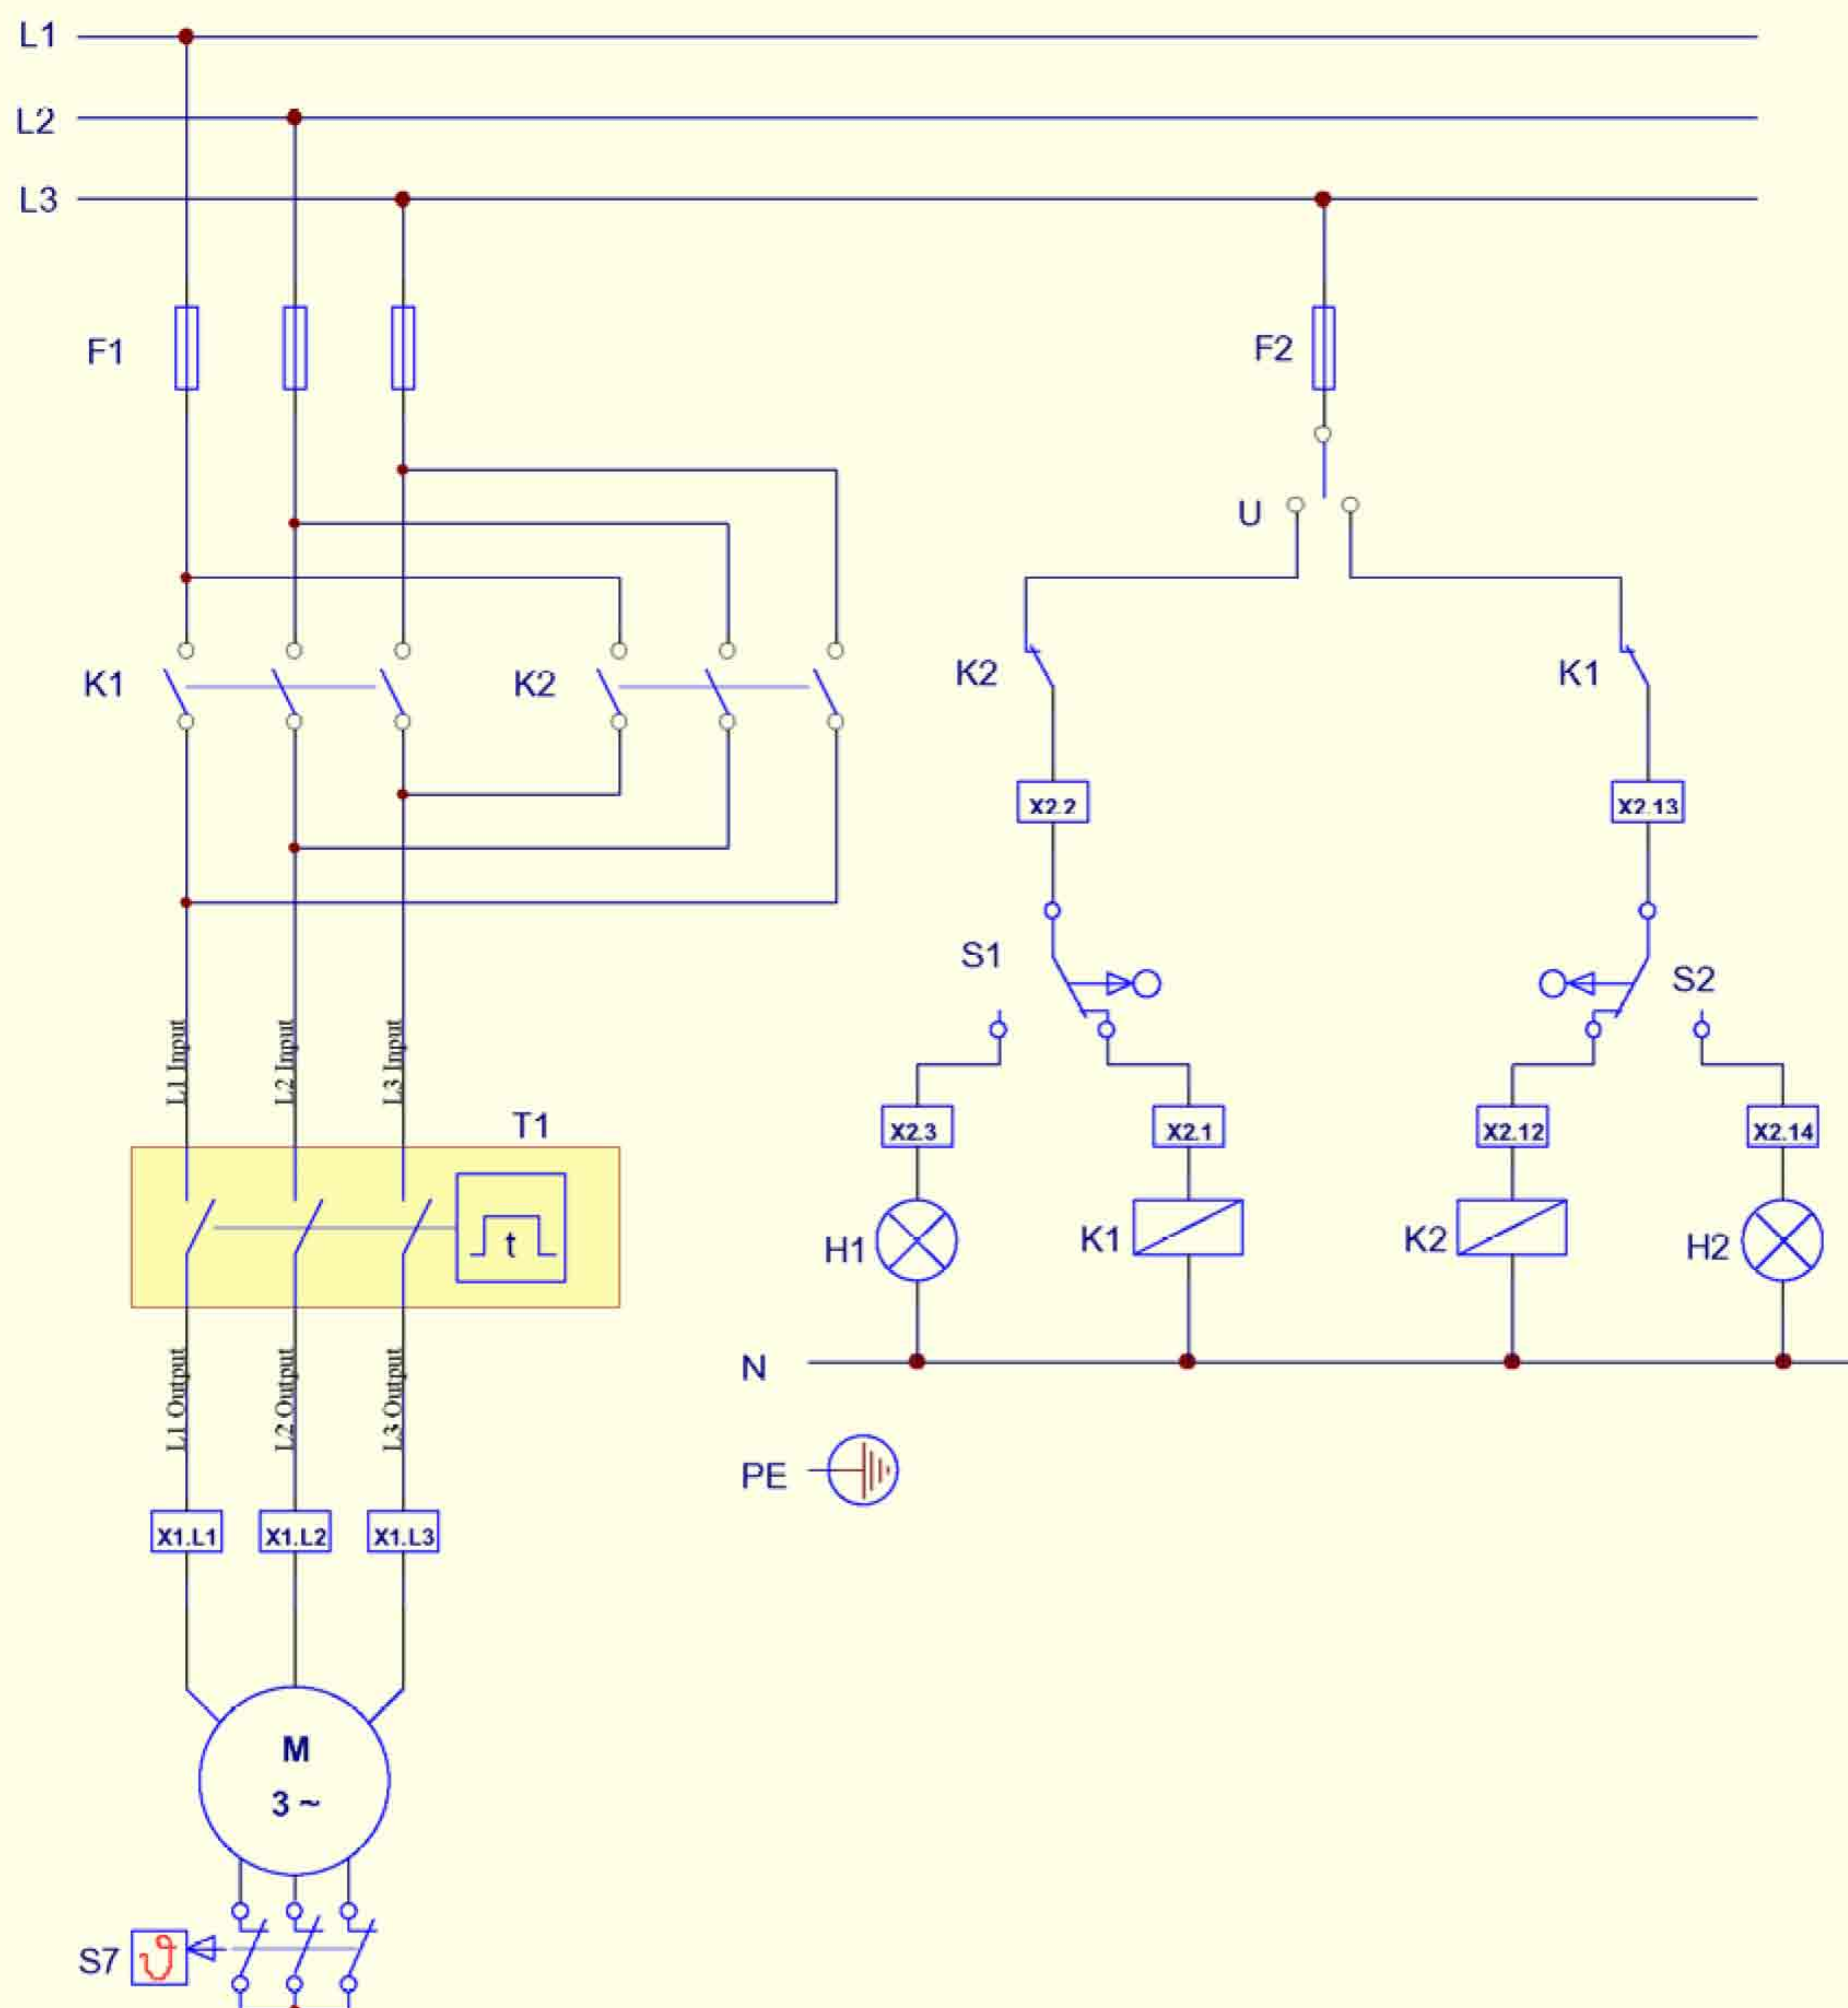 L1
L2
L3
F1
F2
U
K1
K2
K2
K1
X2.2
X2.13
S1
S2
L1 Input
L2 Input
L3 Input
T1
X2.3
X2.1
X2.12
X2.14
t
H1
K1
K2
H2
L1 Output
L2 Output
L3 Output
N
PE
X1.L1
X1.L2
X1.L3
M
3 ~
S7
ϑ